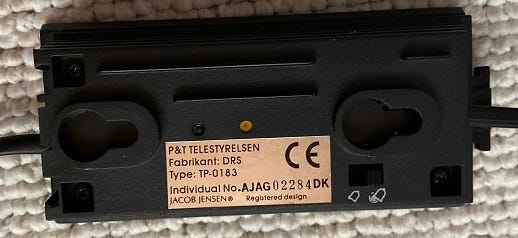 P&T TELESTYRELSEN
Fabrikant: DRS
Type: TP-0183
CE
Individual No. AJAG02284DK
JACOB JENSEN® Registered design